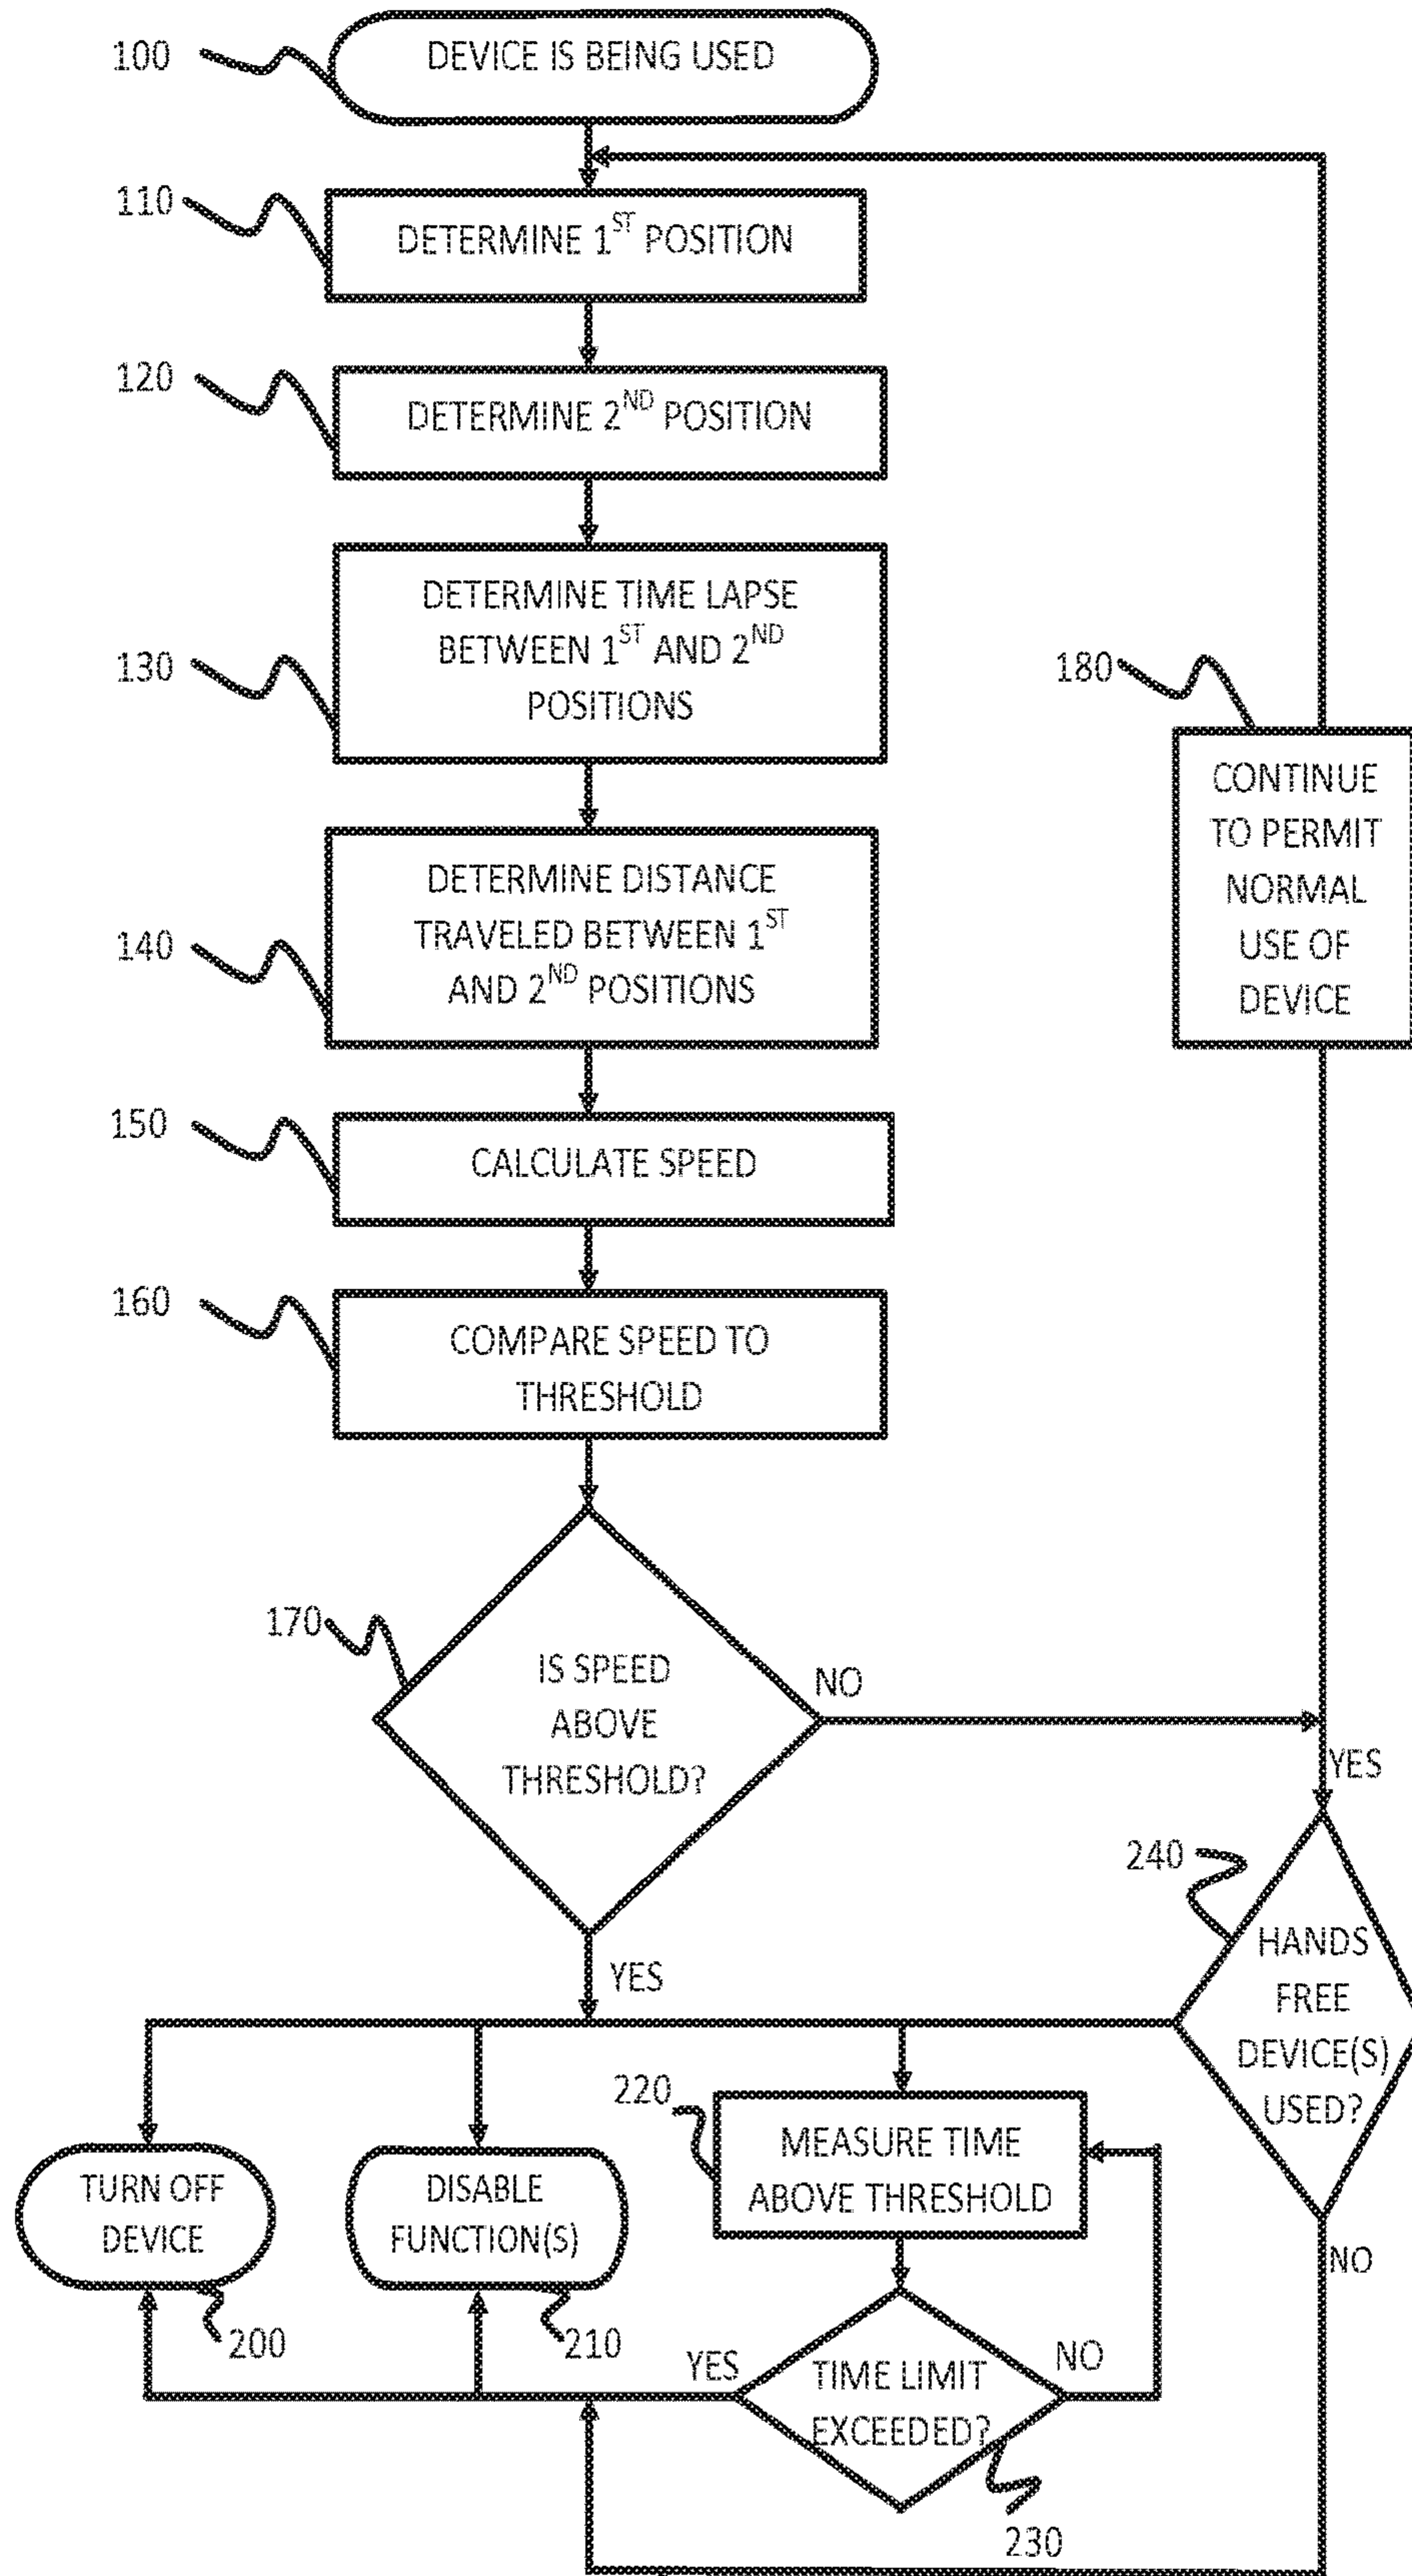 100
DEVICE IS BEING USED
110
DETERMINE 1ST POSITION
120
DETERMINE 2ND POSITION
130
DETERMINE TIME LAPSE
BETWEEN 1ST AND 2ND
POSITIONS
180
CONTINUE
TO PERMIT
NORMAL
USE OF
DEVICE
140
DETERMINE DISTANCE
TRAVELED BETWEEN 1ST
AND 2ND POSITIONS
150
CALCULATE SPEED
160
COMPARE SPEED TO
THRESHOLD
170
IS SPEED
ABOVE
THRESHOLD?
NO
YES
240
HANDS
FREE
DEVICE(S)
USED?
YES
220
MEASURE TIME
ABOVE THRESHOLD
TURN OFF
DEVICE
DISABLE
FUNCTION(S)
NO
200
210
YES
TIME LIMIT
EXCEEDED?
NO
230